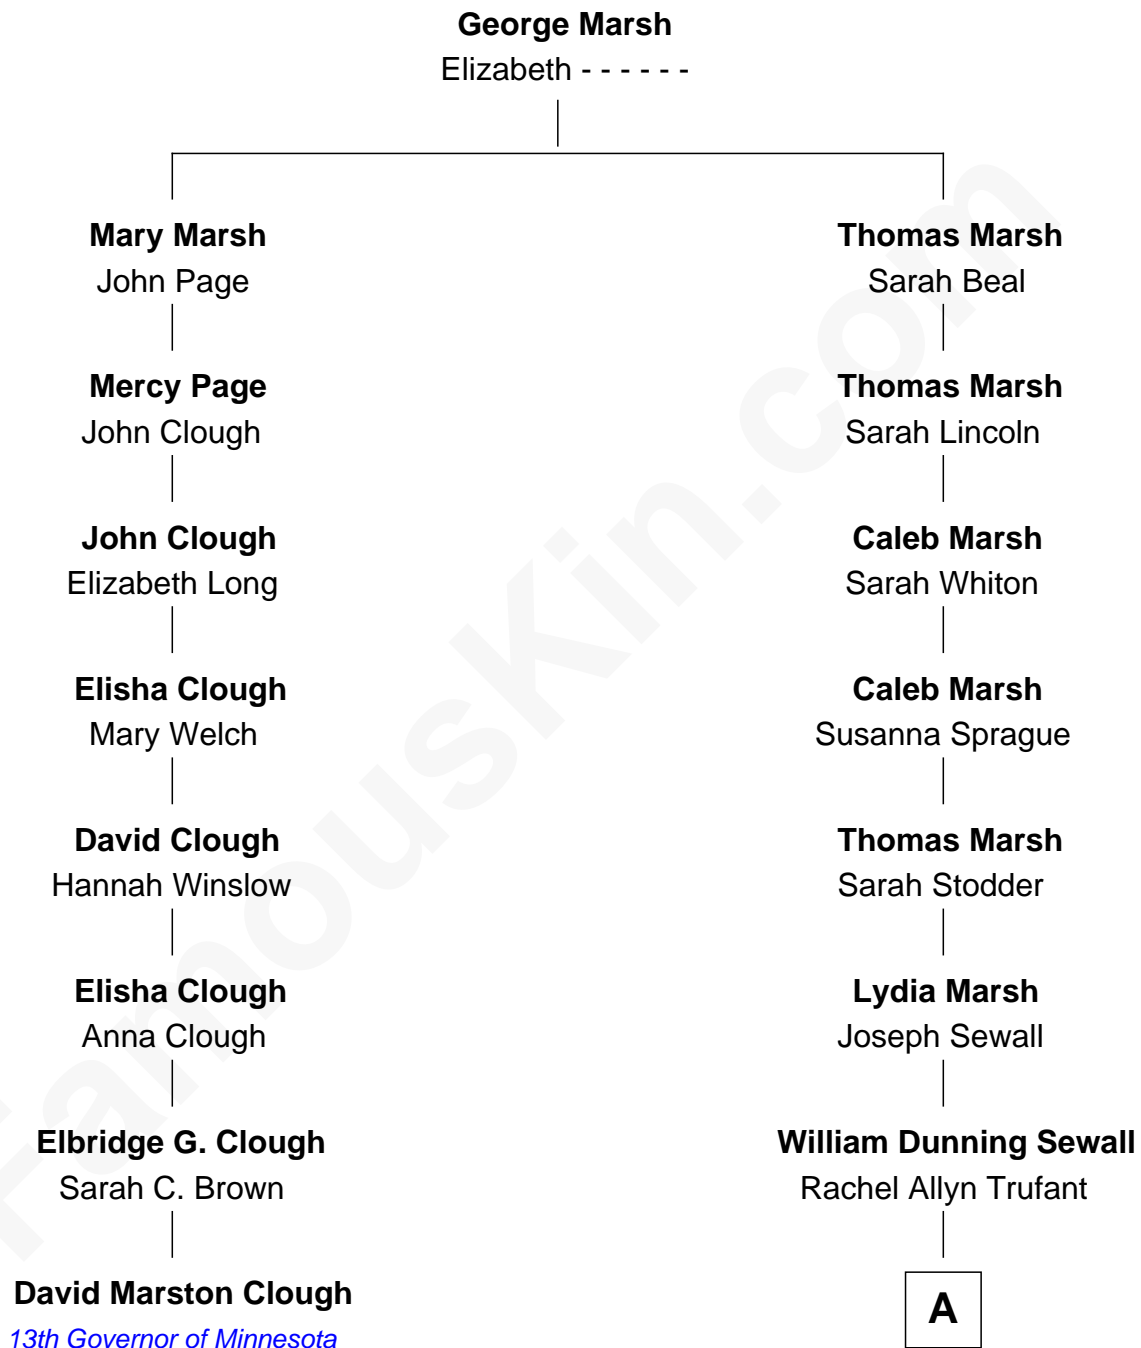 George Marsh
Elizabeth - - - - - -
Mary Marsh
John Page
Thomas Marsh
Sarah Beal
Mercy Page
John Clough
Thomas Marsh
Sarah Lincoln
John Clough
Elizabeth Long
Caleb Marsh
Sarah Whiton
Elisha Clough
Mary Welch
Caleb Marsh
Susanna Sprague
David Clough
Hannah Winslow
Thomas Marsh
Sarah Stodder
Elisha Clough
Anna Clough
Lydia Marsh
Joseph Sewall
Elbridge G. Clough
Sarah C. Brown
William Dunning Sewall
Rachel Allyn Trufant
David Marston Clough
13th Governor of Minnesota
A
FamousKin.com